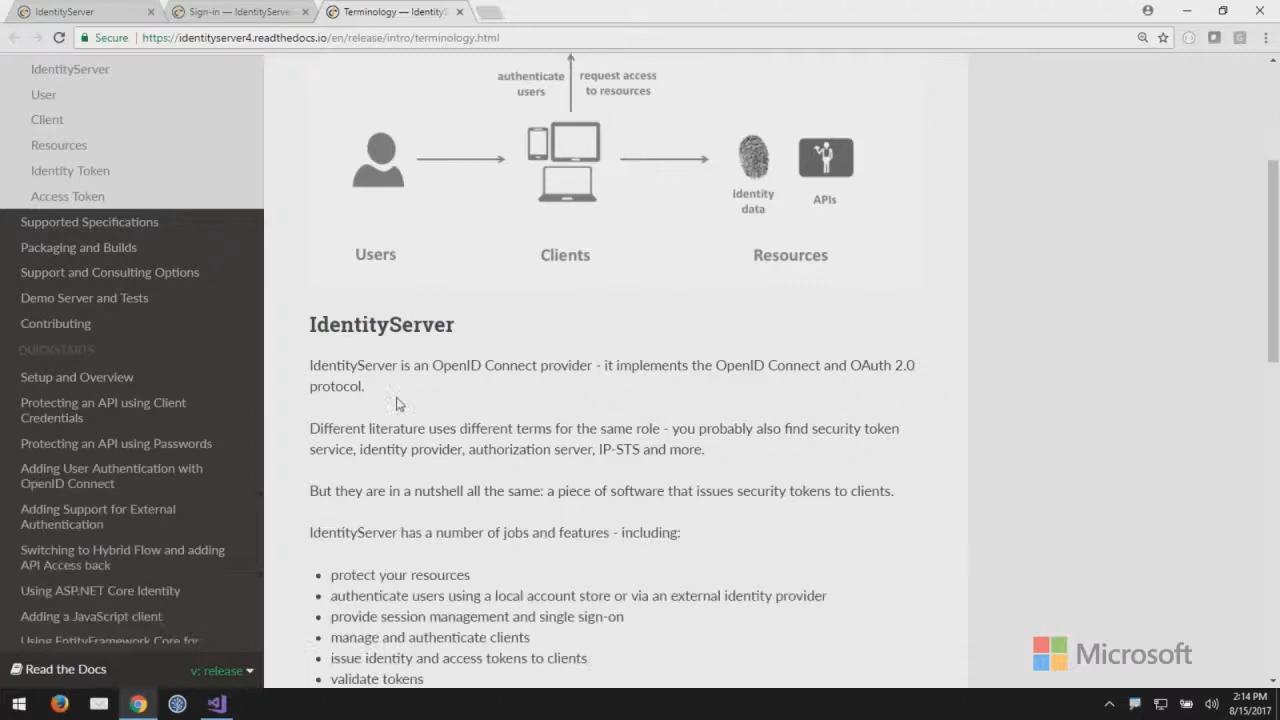 IdentityServer
Sign-in — IdentityServer
Terminology — IdentityS
Secure
https://identityserver4.readthedocs.io/en/release/intro/terminology.html
IdentityServer
User
Client
Resources
Identity Token
Access Token
Supported Specifications
Packaging and Builds
Support and Consulting Options
Demo Server and Tests
Contributing
QUICKSTARTS
Setup and Overview
Protecting an API using Client
Credentials
Protecting an API using Passwords
Adding User Authentication with
OpenID Connect
Adding Support for External
Authentication
Switching to Hybrid Flow and adding
API Access back
Using ASP.NET Core Identity
Adding a JavaScript client
Using EntityFramework Core for
Read the Docs
v: release
authenticate
users
request access
to resources
Identity
data
APIs
Users
Clients
Resources
IdentityServer
IdentityServer is an OpenID Connect provider - it implements the OpenID Connect and OAuth 2.0
protocol.
Different literature uses different terms for the same role - you probably also find security token
service, identity provider, authorization server, IP-STS and more.
But they are in a nutshell all the same: a piece of software that issues security tokens to clients.
IdentityServer has a number of jobs and features - including:
• protect your resources
• authenticate users using a local account store or via an external identity provider
• provide session management and single sign-on
• manage and authenticate clients
• issue identity and access tokens to clients
• validate tokens
Microsoft
2:14 PM
8/15/2017